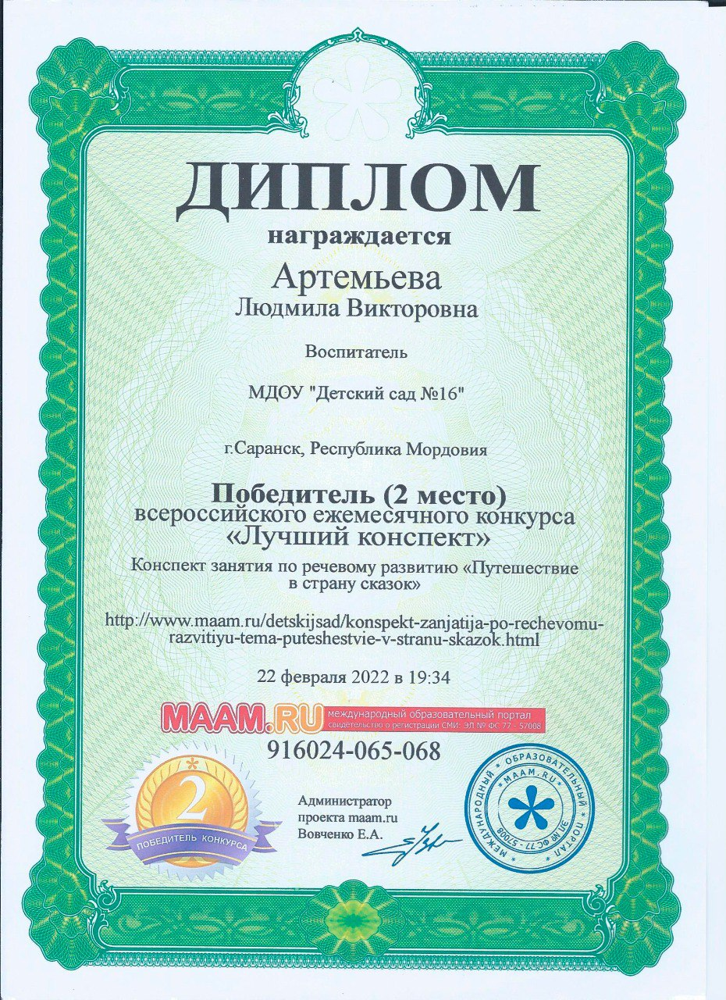 ДИПЛОМ
награждается
Артемьева
Людмила Викторовна
Воспитатель
МДОУ "Детский сад №16"
г.Саранск, Республика Мордовия
Победитель (2 место)
всероссийского ежемесячного конкурса
«Лучший конспект»
Конспект занятия по речевому развитию «Путешествие
в страну сказок»
http://www.maam.ru/detskijsad/konspekt-zanjatija-po-rechevomu-
razvitiyu-tema-puteshestvie-v-stranu-skazok.html
22 февраля 2022 в 19:34
MAAM.RU
международный образовательный портал
свидетельство о регистрации СМИ: ЭЛ № ФС 77 - 57008
916024-065-068
2
ПОБЕДИТЕЛЬ КОНКУРСА
Администратор
проекта maam.ru
Вовченко Е.А.
МЕЖДУНАРОДНЫЙ * ОБРАЗОВАТЕЛЬНЫЙ * ПОРТАЛ *
* MAAM.RU *
ЭЛ № ФС 77 - 57008